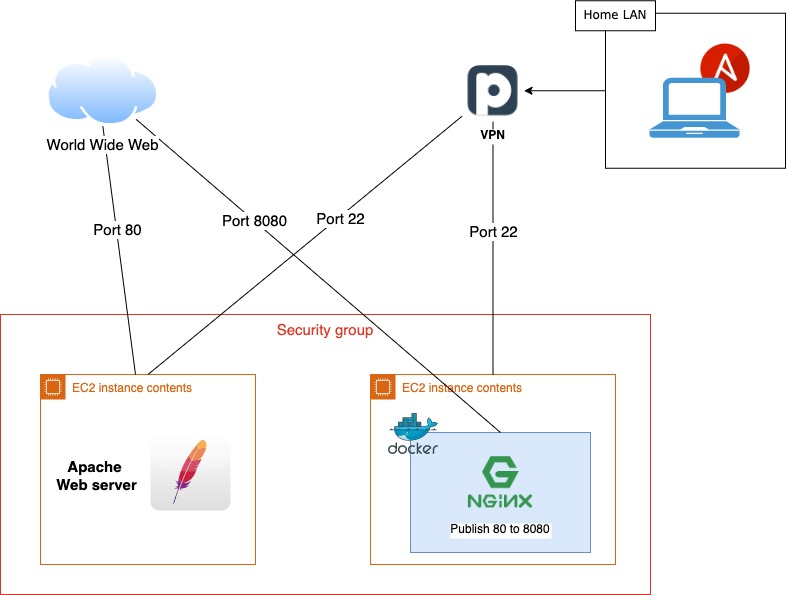 Home LAN
World Wide Web
VPN
Port 80
Port 8080
Port 22
Port 22
Security group
EC2 instance contents
EC2 instance contents
docker
Apache
Web server
NGINX
Publish 80 to 8080